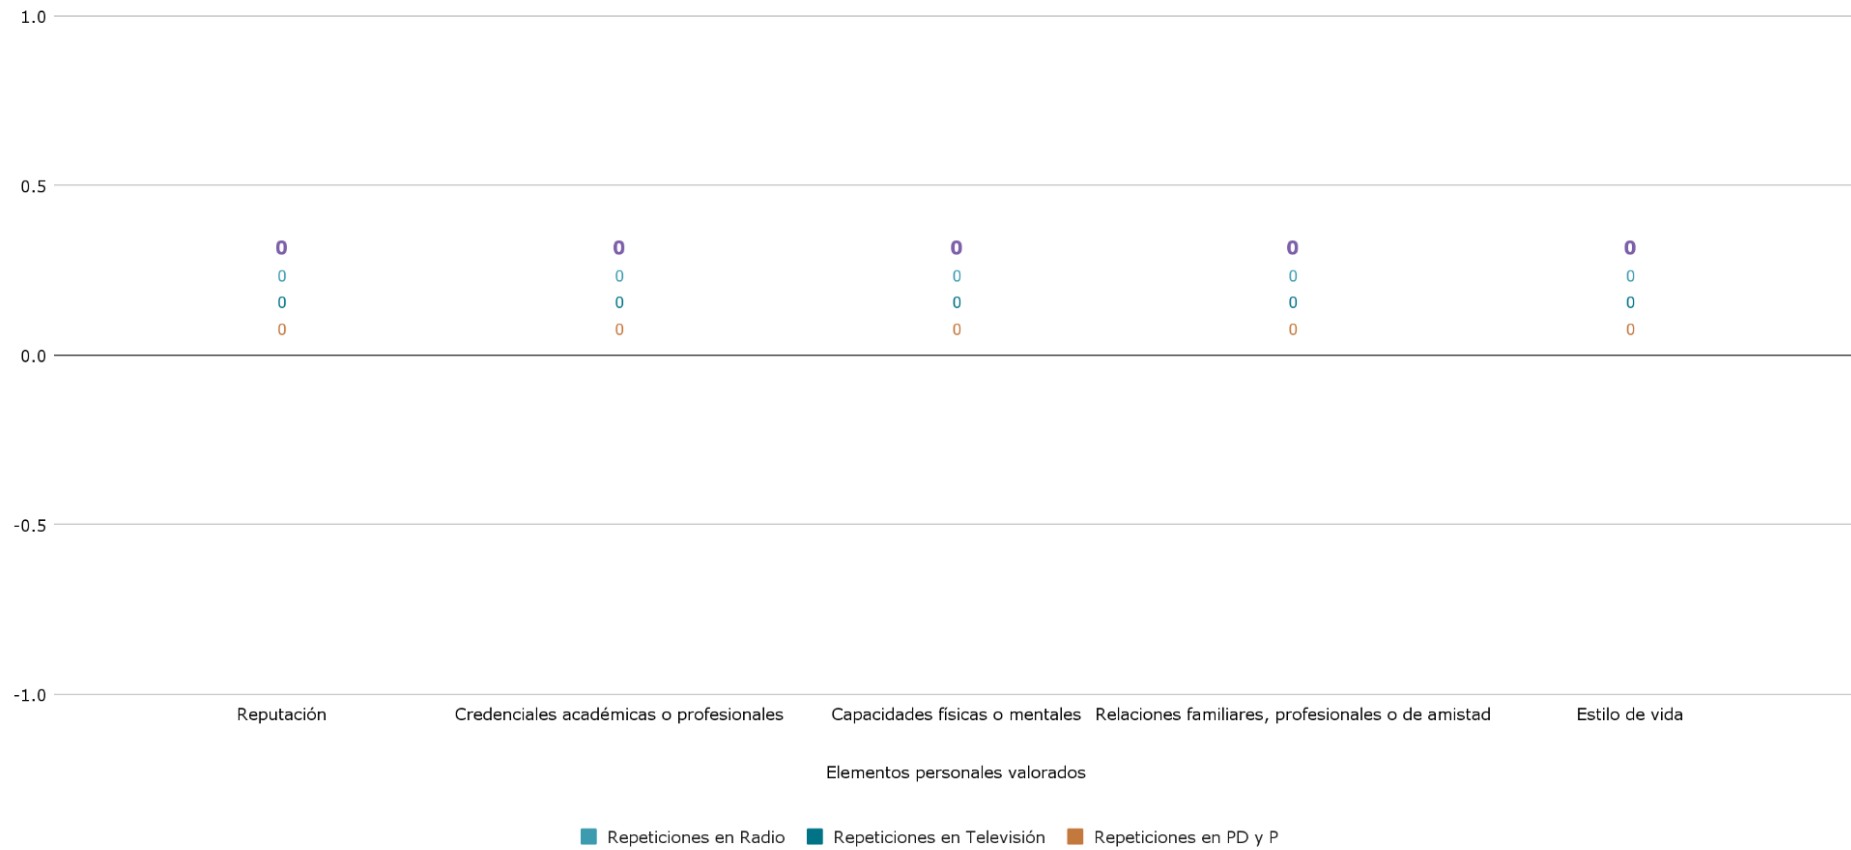 1.0
0.5
0 0 0 0 0
0 0 0 0 0
0 0 0 0 0
0 0 0 0 0
0.0
-0.5
-1.0
Reputación Credenciales académicas o profesionales Capacidades físicas o mentales Relaciones familiares, profesionales o de amistad Estilo de vida
Elementos personales valorados
Repeticiones en Radio Repeticiones en Televisión Repeticiones en PD y P